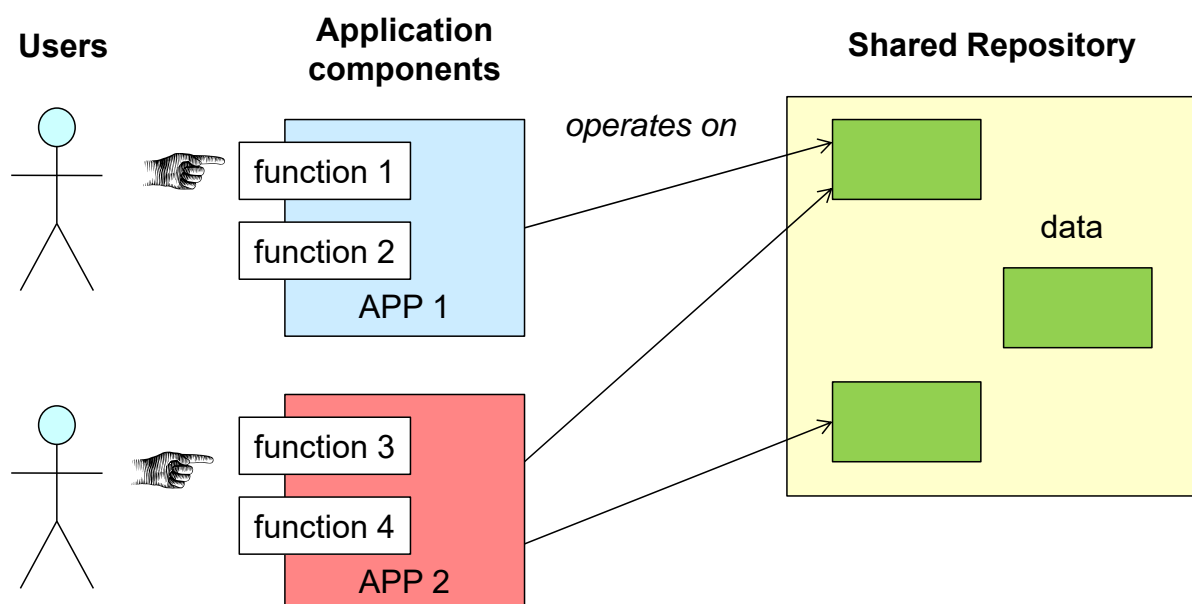 Users
Application
components
Shared Repository
operates on
function 1
function 2
APP 1
data
function 3
function 4
APP 2